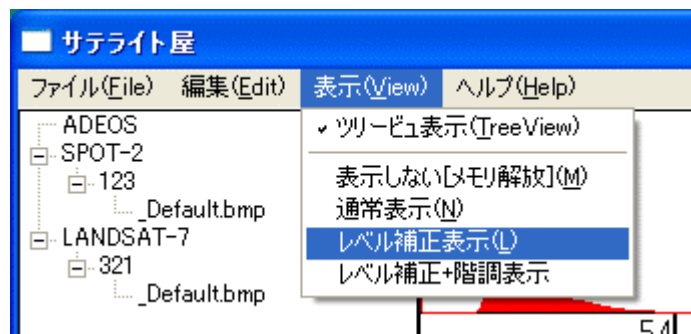 サテライト屋
ファイル(File) 編集(Edit) 表示(View) ヘルプ(Help)
ADEOS
SPOT-2
123
_Default.bmp
LANDSAT-7
321
_Default.bmp
ツリービュ表示(TreeView)
表示しない[メモリ解放](M)
通常表示(N)
レベル補正表示(L)
レベル補正+階調表示
54